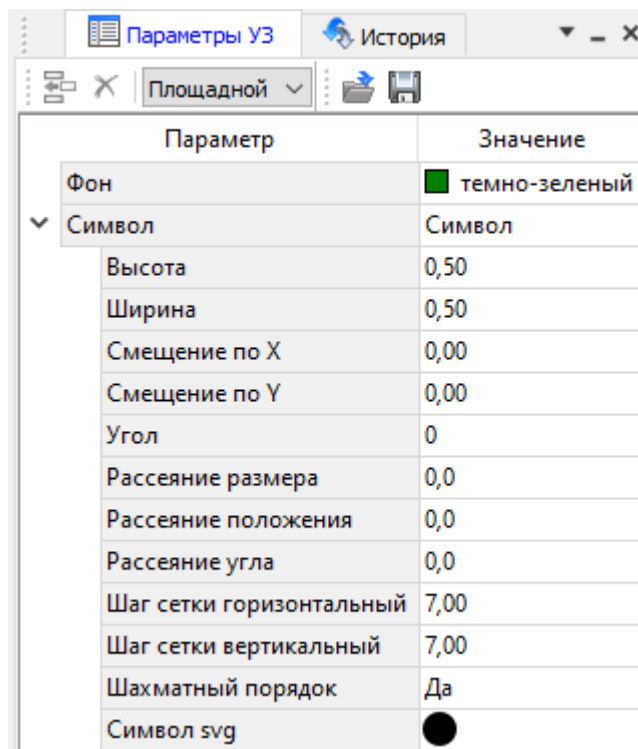 Параметры УЗ История
Площадной
Параметр Значение
Фон темно-зеленый
Символ Символ
Высота 0,50
Ширина 0,50
Смещение по X 0,00
Смещение по Y 0,00
Угол 0
Рассеяние размера 0,0
Рассеяние положения 0,0
Рассеяние угла 0,0
Шаг сетки горизонтальный 7,00
Шаг сетки вертикальный 7,00
Шахматный порядок Да
Символ svg